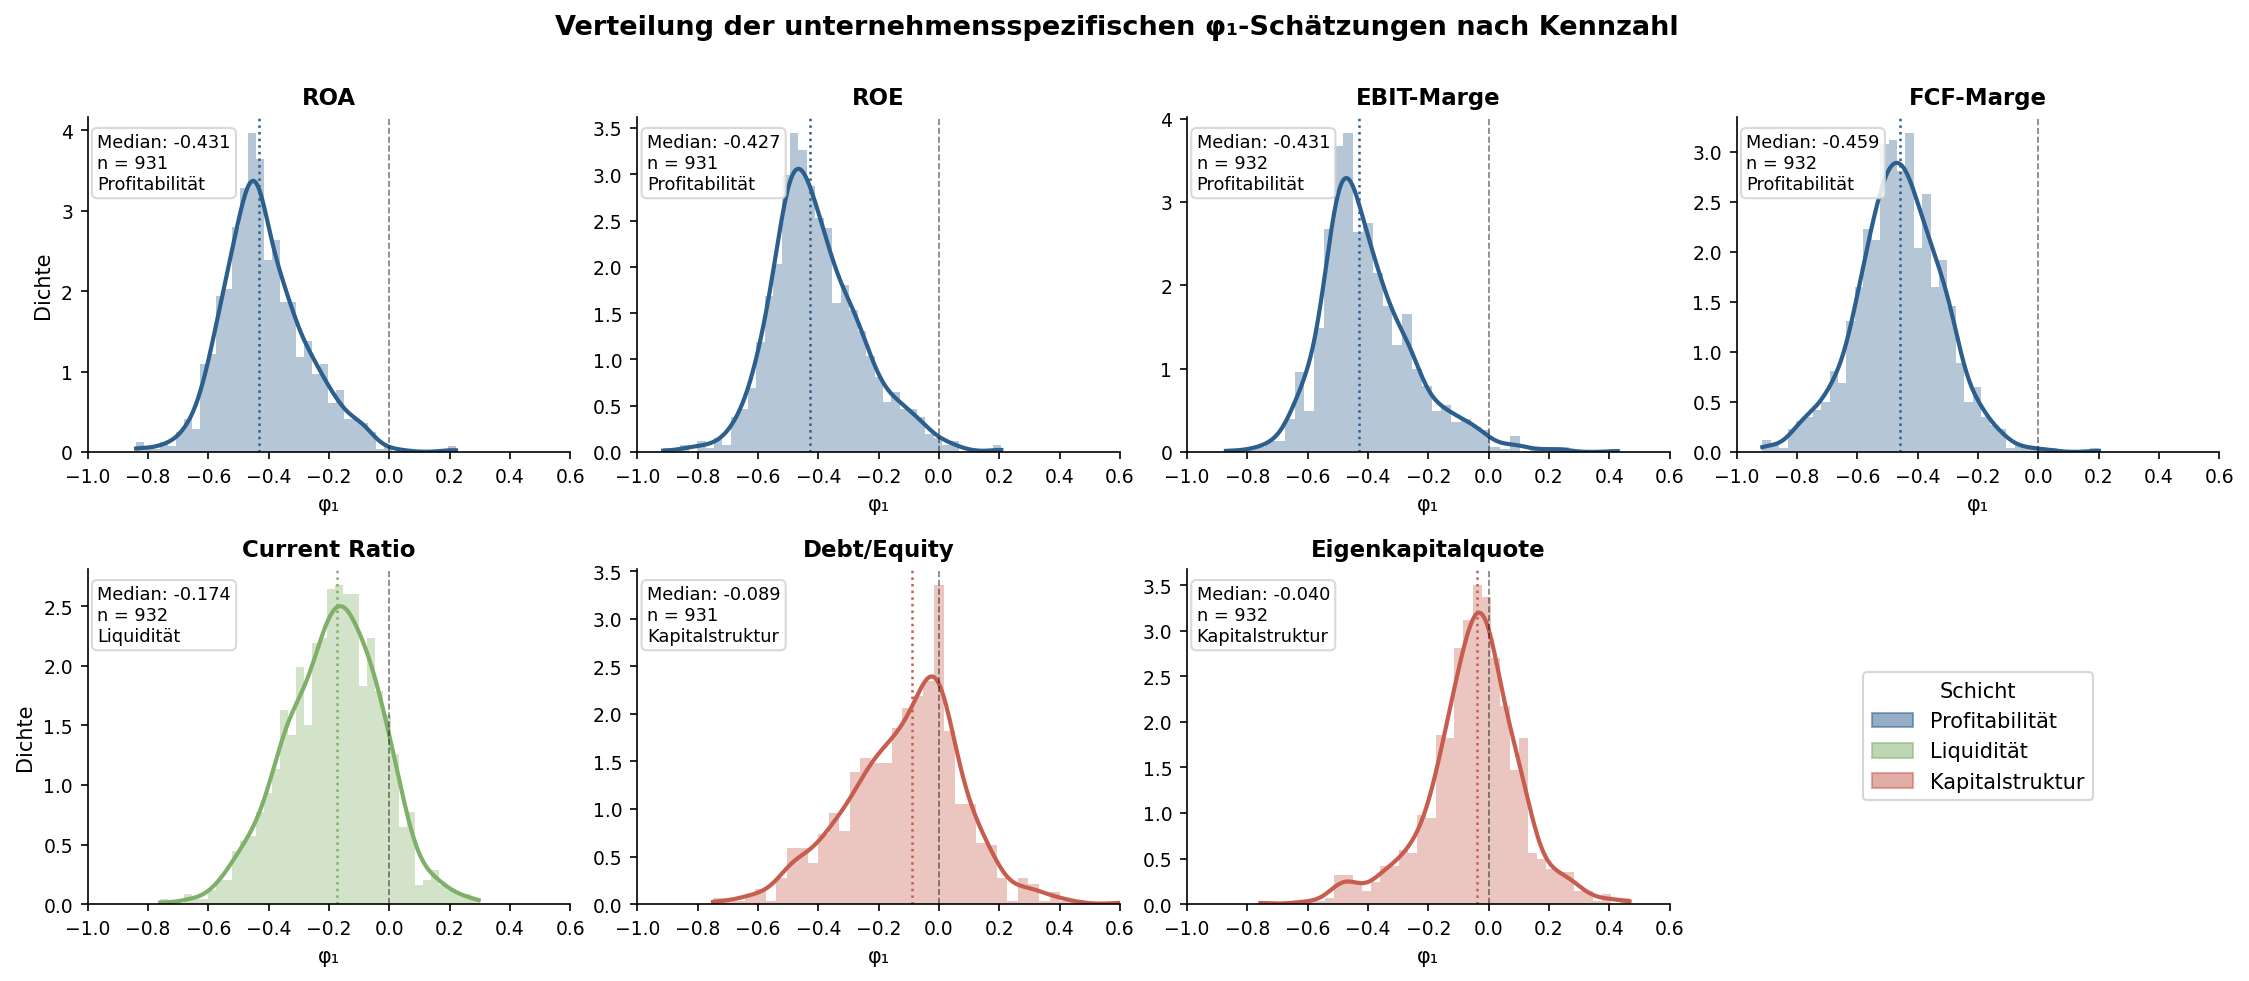 Verteilung der unternehmensspezifischen φ₁-Schätzungen nach Kennzahl
ROA
Median: -0.431
n = 931
Profitabilität
Dichte
4
3
2
1
0
−1.0 −0.8 −0.6 −0.4 −0.2 0.0 0.2 0.4 0.6
φ₁
ROE
Median: -0.427
n = 931
Profitabilität
3.5
3.0
2.5
2.0
1.5
1.0
0.5
0.0
−1.0 −0.8 −0.6 −0.4 −0.2 0.0 0.2 0.4 0.6
φ₁
EBIT-Marge
Median: -0.431
n = 932
Profitabilität
4
3
2
1
0
−1.0 −0.8 −0.6 −0.4 −0.2 0.0 0.2 0.4 0.6
φ₁
FCF-Marge
Median: -0.459
n = 932
Profitabilität
3.0
2.5
2.0
1.5
1.0
0.5
0.0
−1.0 −0.8 −0.6 −0.4 −0.2 0.0 0.2 0.4 0.6
φ₁
Current Ratio
Median: -0.174
n = 932
Liquidität
Dichte
2.5
2.0
1.5
1.0
0.5
0.0
−1.0 −0.8 −0.6 −0.4 −0.2 0.0 0.2 0.4 0.6
φ₁
Debt/Equity
Median: -0.089
n = 931
Kapitalstruktur
3.5
3.0
2.5
2.0
1.5
1.0
0.5
0.0
−1.0 −0.8 −0.6 −0.4 −0.2 0.0 0.2 0.4 0.6
φ₁
Eigenkapitalquote
Median: -0.040
n = 932
Kapitalstruktur
3.5
3.0
2.5
2.0
1.5
1.0
0.5
0.0
−1.0 −0.8 −0.6 −0.4 −0.2 0.0 0.2 0.4 0.6
φ₁
Schicht
Profitabilität
Liquidität
Kapitalstruktur